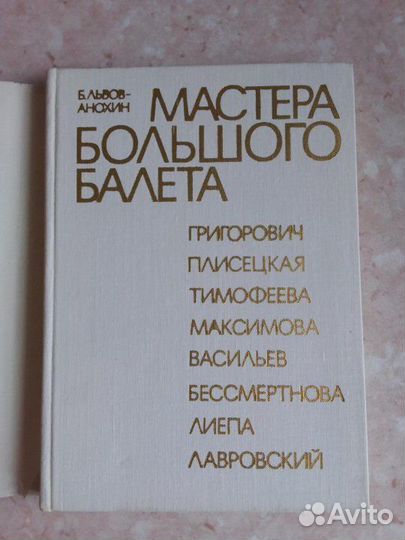 Б. ЛЬВОВ-
АНОХИН
МАСТЕРА
БОЛЬШОГО
БАЛЕТА
ГРИГОРОВИЧ
ПЛИСЕЦКАЯ
ТИМОФЕЕВА
МАКСИМОВА
ВАСИЛЬЕВ
БЕССМЕРТНОВА
ЛИЕПА
ЛАВРОВСКИЙ
Avito